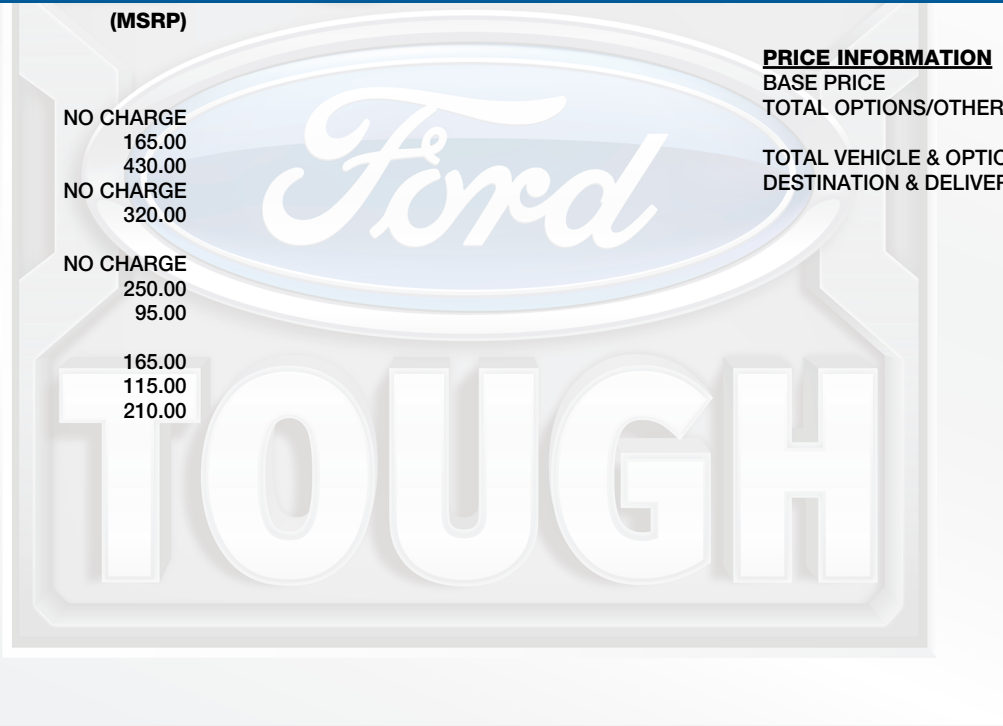 (MSRP)
NO CHARGE
165.00
430.00
NO CHARGE
320.00
NO CHARGE
250.00
95.00
165.00
115.00
210.00
PRICE INFORMATION
BASE PRICE
TOTAL OPTIONS/OTHER
TOTAL VEHICLE & OPTIO
DESTINATION & DELIVER
Ford
TOUGH